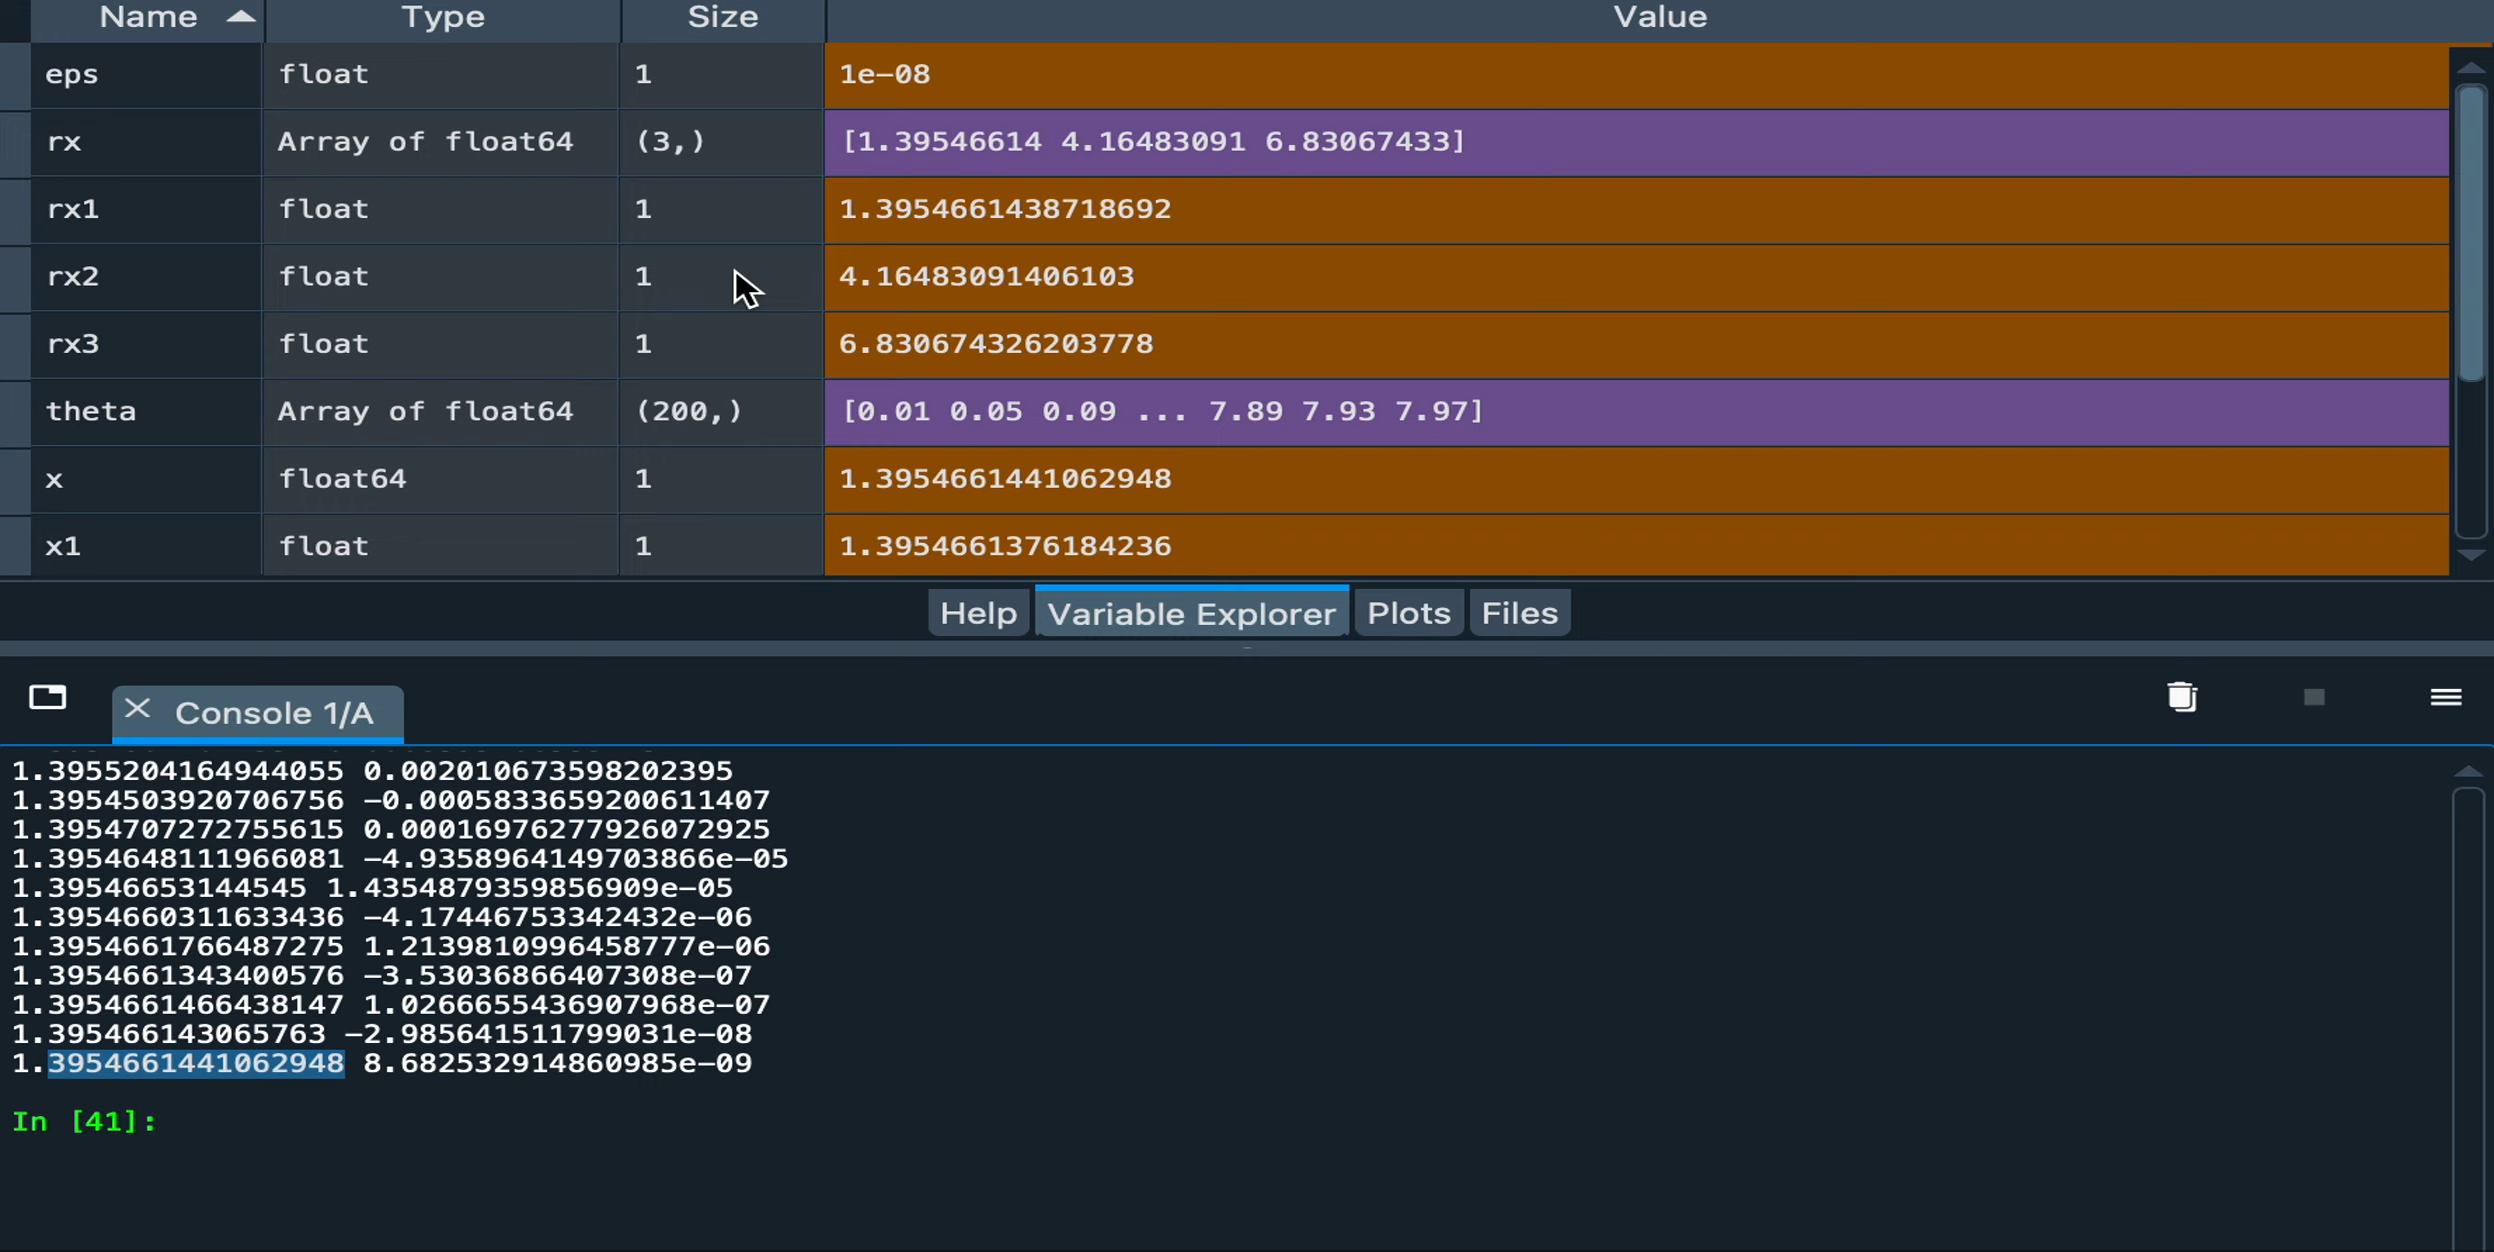 Name Type Size Value
eps float 1 1e-08
rx Array of float64 (3,) [1.39546614 4.16483091 6.83067433]
rx1 float 1 1.3954661438718692
rx2 float 1 4.16483091406103
rx3 float 1 6.830674326203778
theta Array of float64 (200,) [0.01 0.05 0.09 ... 7.89 7.93 7.97]
x float64 1 1.3954661441062948
x1 float 1 1.3954661376184236
Help Variable Explorer Plots Files
Console 1/A
1.3955204164944055 0.002010673598202395
1.3954503920706756 -0.0005833659200611407
1.3954707272755615 0.00016976277926072925
1.3954648111966081 -4.9358964149703866e-05
1.39546653144545 1.4354879359856909e-05
1.3954660311633436 -4.17446753342432e-06
1.3954661766487275 1.2139810996458777e-06
1.3954661343400576 -3.53036866407308e-07
1.3954661466438147 1.0266655436907968e-07
1.395466143065763 -2.985641511799031e-08
1.3954661441062948 8.682532914860985e-09
In [41]: